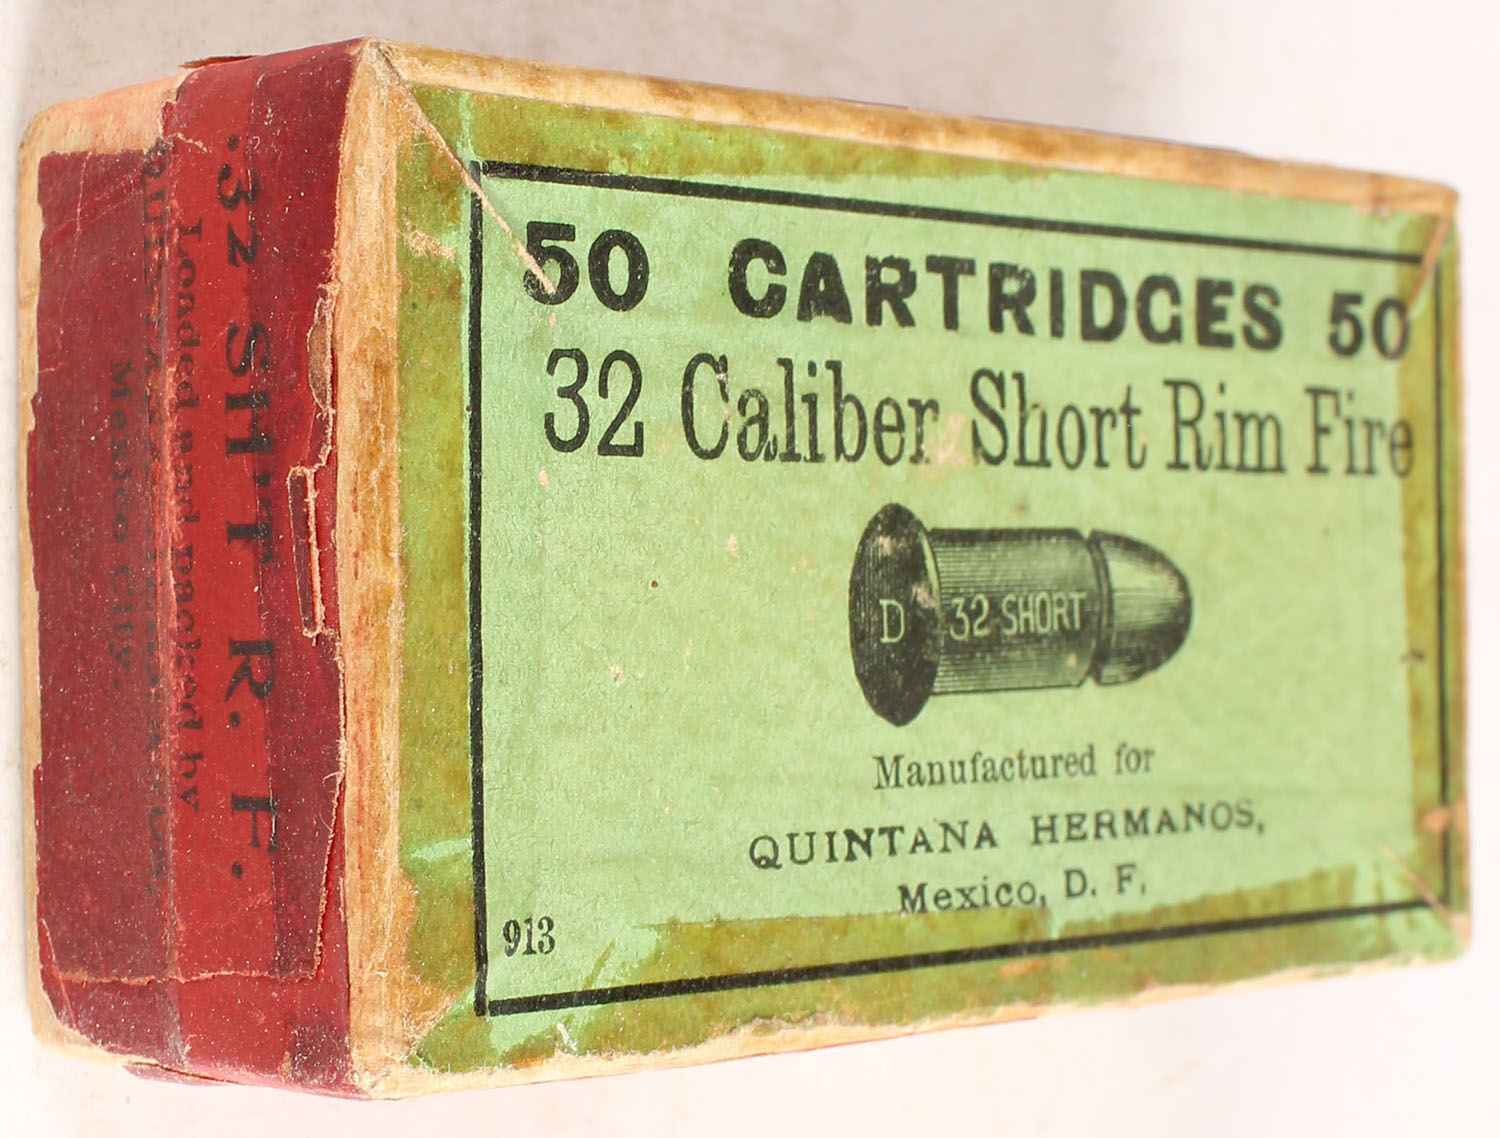 50 CARTRIDGES 50
32 Caliber Short Rim Fire
D 32 SHORT
Manufactured for
QUINTANA HERMANOS,
Mexico, D. F.
913
.32 SH'T R. F.
Loaded and packed by
Mexico City.